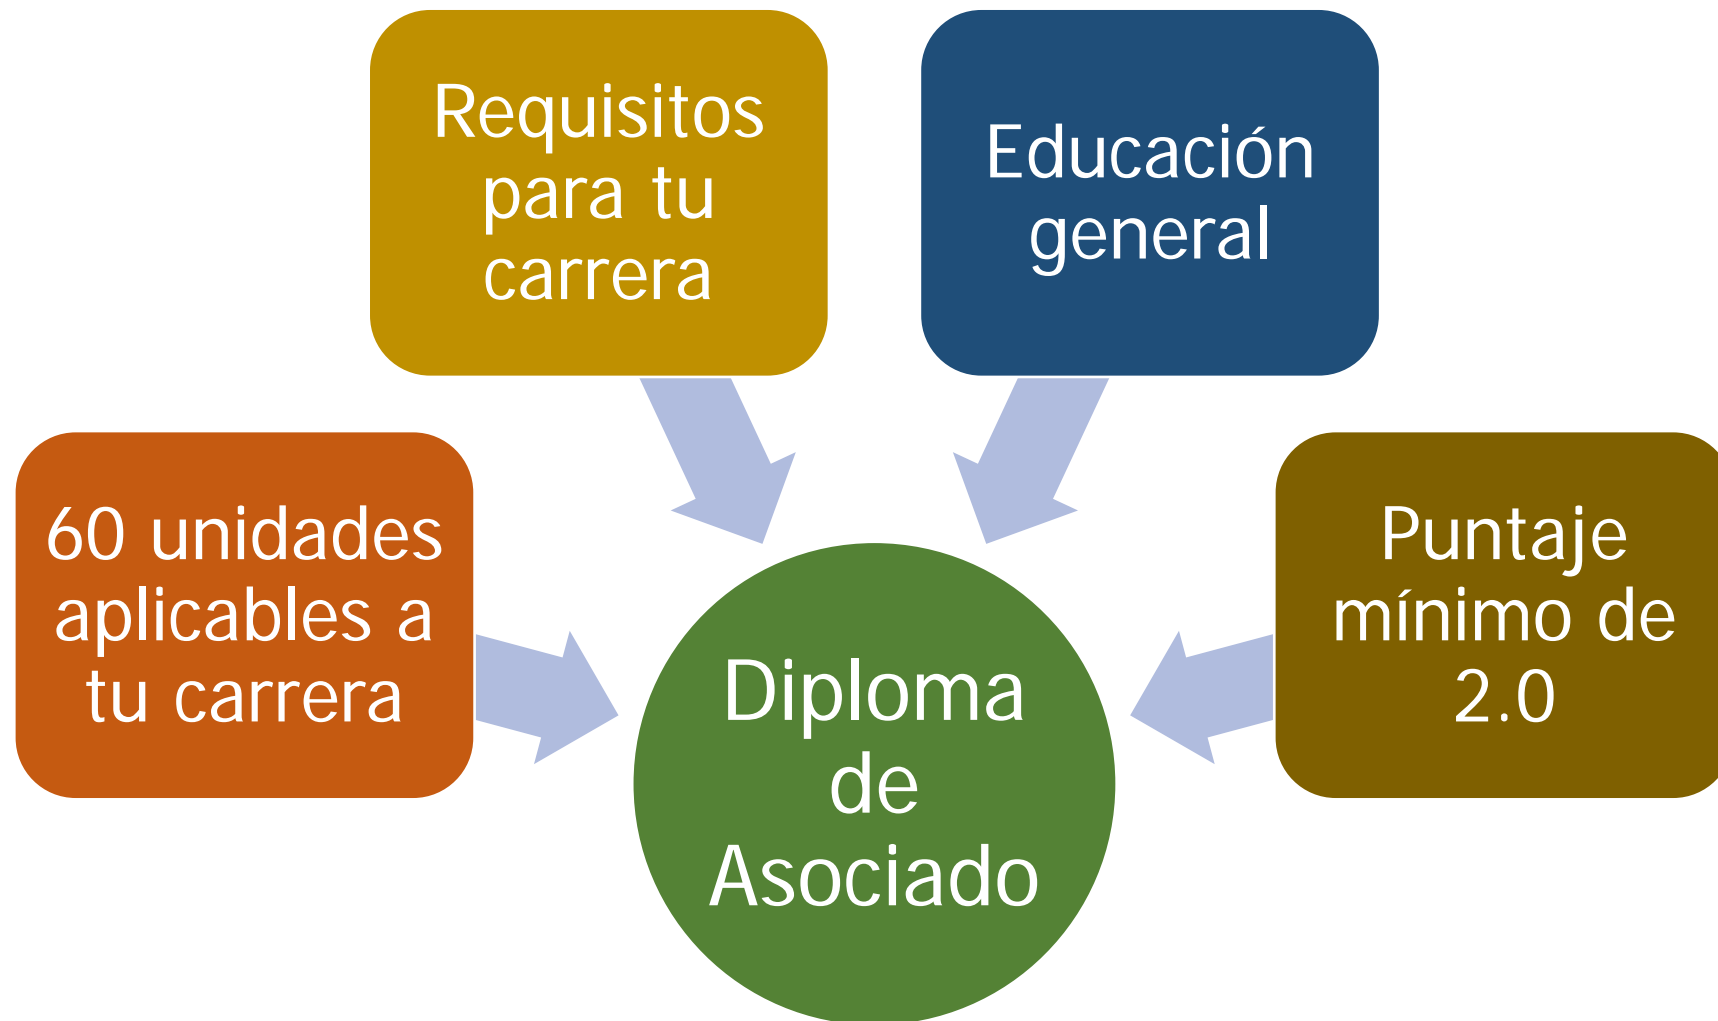 Requisitos
para tu
carrera
Educación
general
60 unidades
aplicables a
tu carrera
Puntaje
mínimo de
2.0
Diploma
de
Asociado